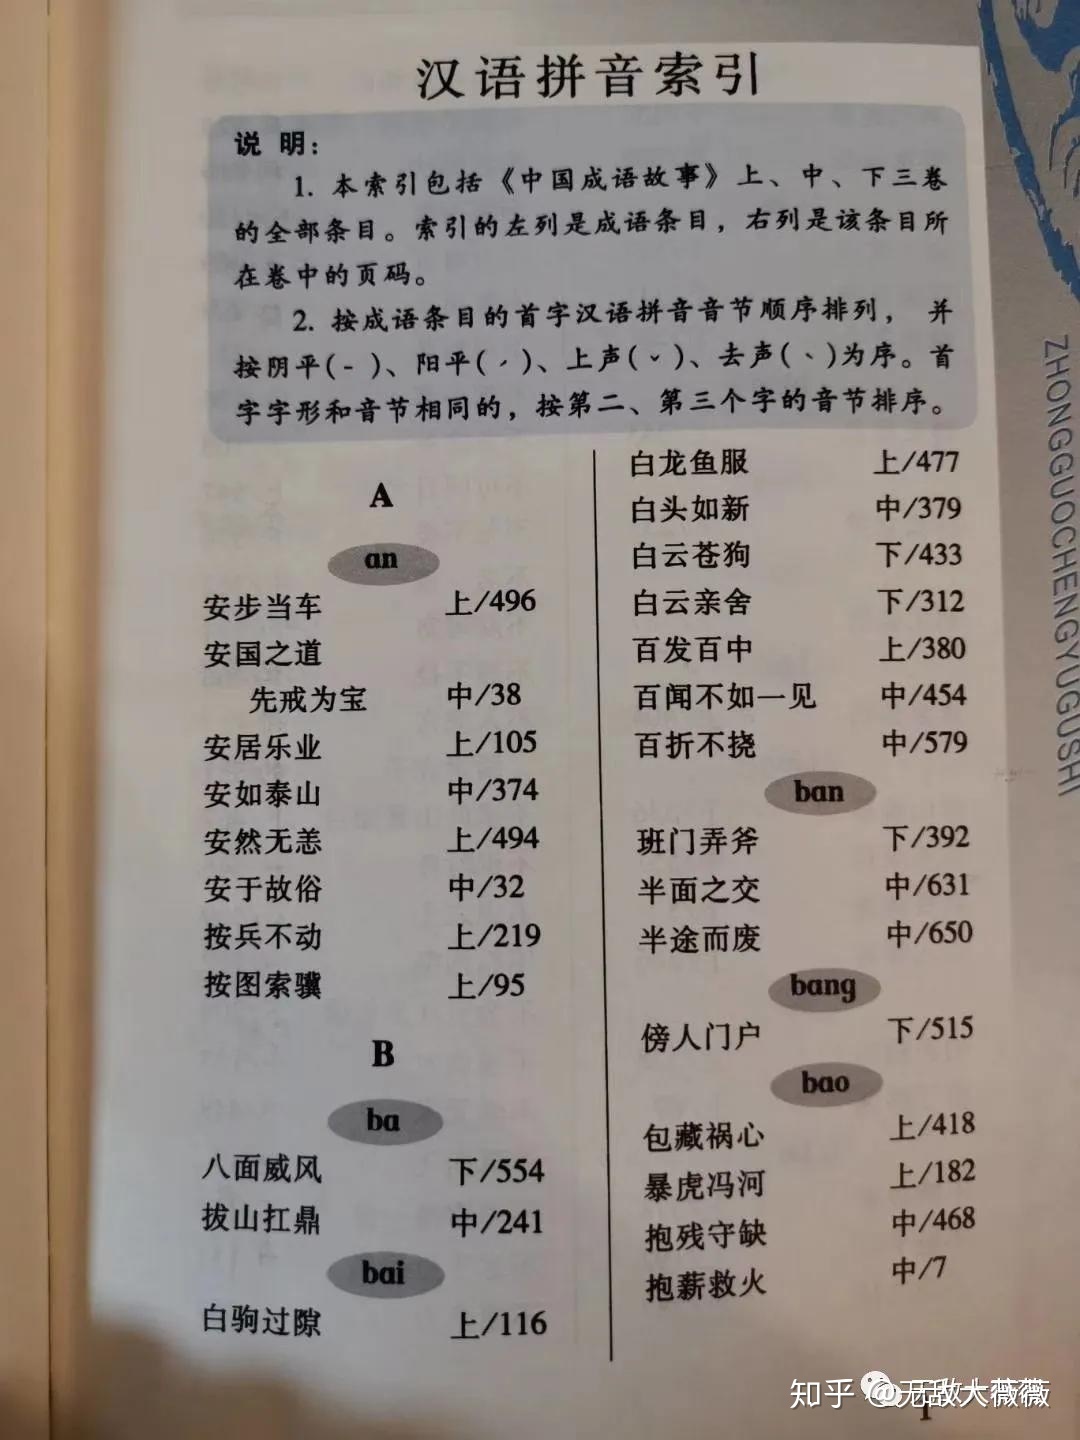 汉语拼音索引
说 明：
1. 本索引包括《中国成语故事》上、中、下三卷
的全部条目。索引的左列是成语条目，右列是该条目所
在卷中的页码。
2. 按成语条目的首字汉语拼音音节顺序排列， 并
按阴平(-)、阳平(ˊ)、上声(ˇ)、去声(ˋ)为序。首
字字形和音节相同的，按第二、第三个字的音节排序。
A
an
安步当车 上/496
安国之道
先戒为宝 中/38
安居乐业 上/105
安如泰山 中/374
安然无恙 上/494
安于故俗 中/32
按兵不动 上/219
按图索骥 上/95
B
ba
八面威风 下/554
拔山扛鼎 中/241
bai
白驹过隙 上/116
白龙鱼服 上/477
白头如新 中/379
白云苍狗 下/433
白云亲舍 下/312
百发百中 上/380
百闻不如一见 中/454
百折不挠 中/579
ban
班门弄斧 下/392
半面之交 中/631
半途而废 中/650
bang
傍人门户 下/515
bao
包藏祸心 上/418
暴虎冯河 上/182
抱残守缺 中/468
抱薪救火 中/7
1
ZHONGGUOCHENGYUGUSHI
知乎 @无敌大薇薇